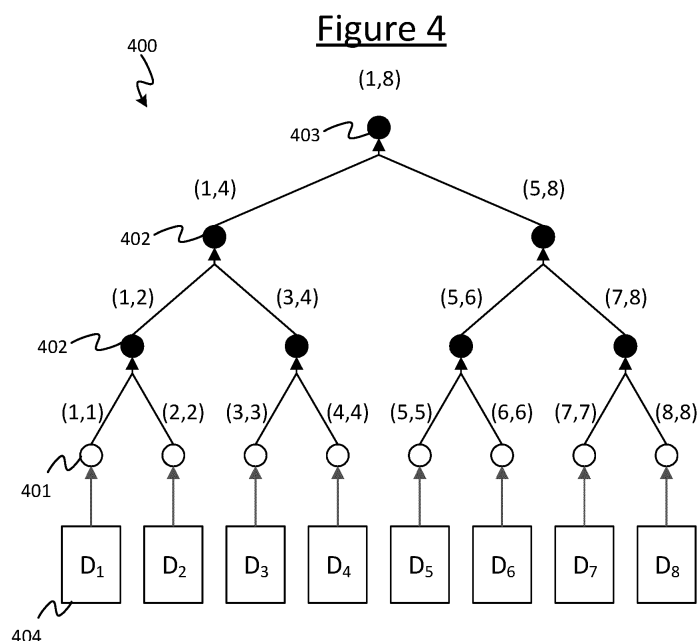 Figure 4
400
(1,8)
403
(1,4)
(5,8)
402
(1,2)
(3,4)
(5,6)
(7,8)
402
(1,1)
(2,2)
(3,3)
(4,4)
(5,5)
(6,6)
(7,7)
(8,8)
401
D₁
D₂
D₃
D₄
D₅
D₆
D₇
D₈
404